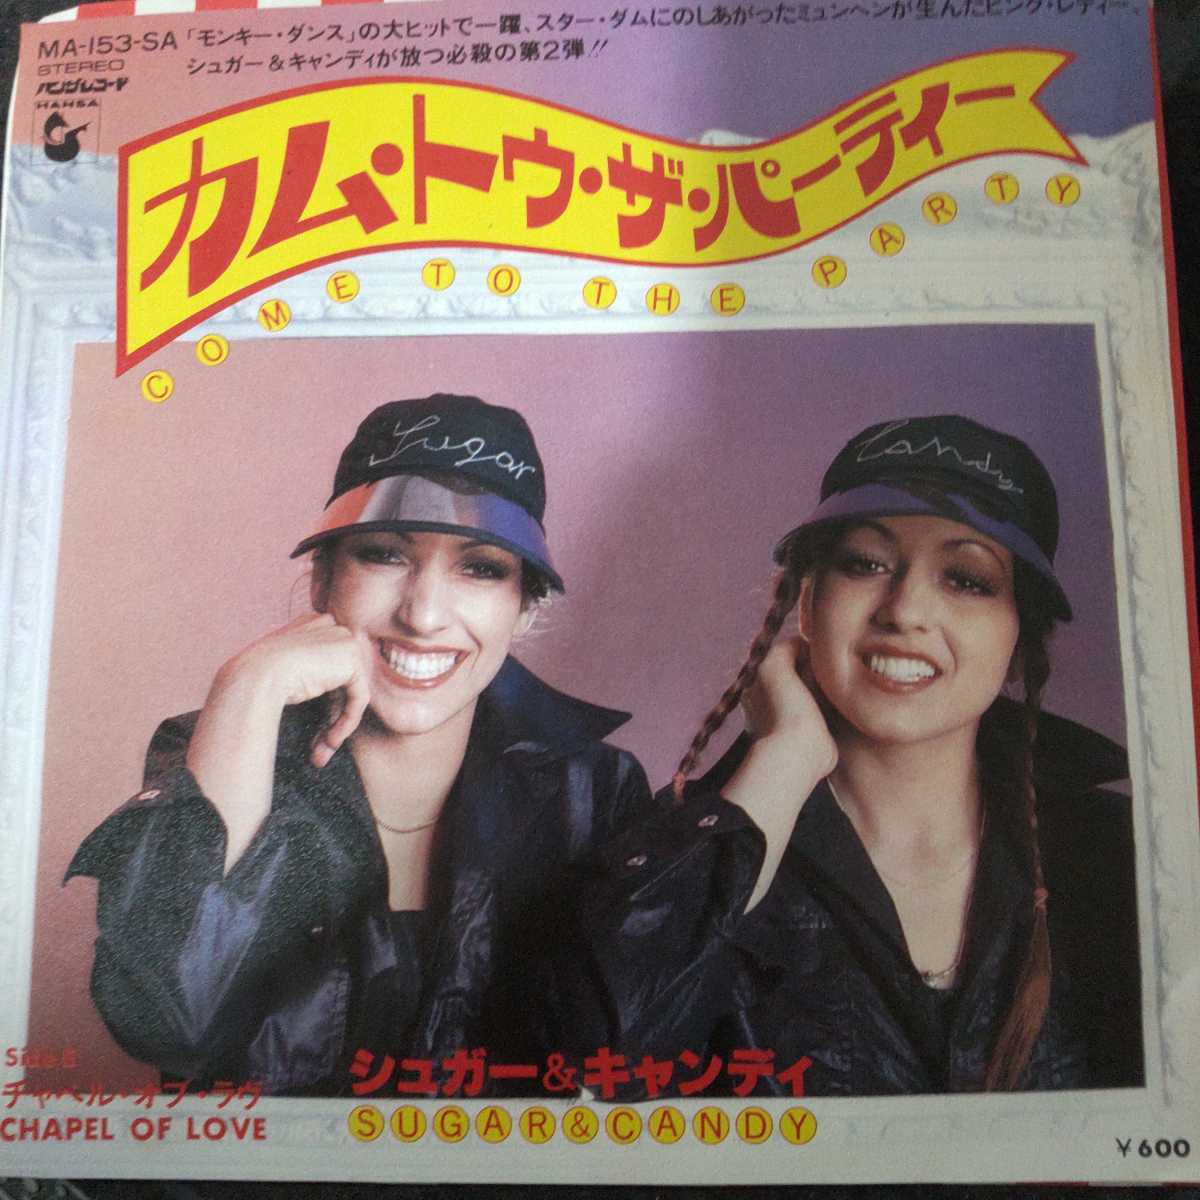 MA-153-SA「モンキー・ダンス」の大ヒットで一躍、スター・ダムにのしあがったミュンヘンが生んだピンク・レディー、
STEREO
シュガー&キャンディが放つ必殺の第2弾!!
ハンザレコード
HANSA
カム・トゥ・ザ・パーティー
COME TO THE PARTY
Sugar
Candy
Side.B
チャペル・オブ・ラヴ
CHAPEL OF LOVE
シュガー&キャンディ
SUGAR&CANDY
¥600